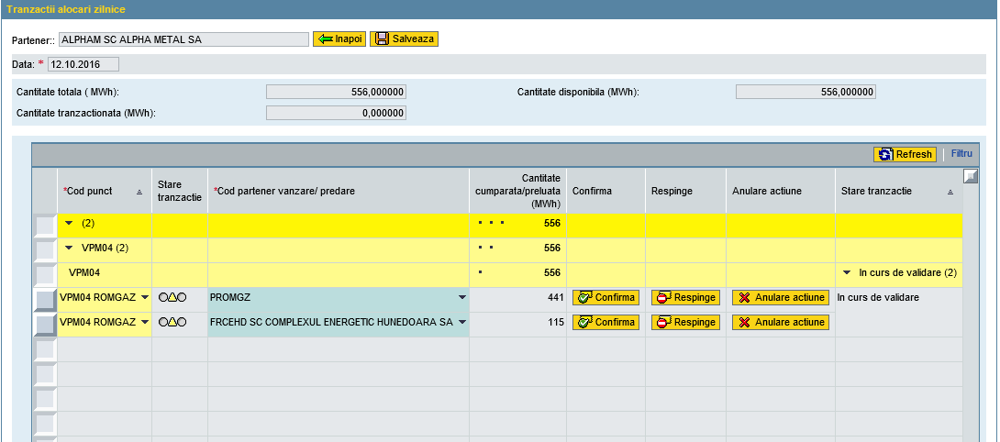 Tranzactii alocari zilnice
Partener:: ALPHAM SC ALPHA METAL SA Inapoi Salveaza
Data: * 12.10.2016
Cantitate totala ( MWh): 556,000000 Cantitate disponibila (MWh): 556,000000
Cantitate tranzactionata (MWh): 0,000000
Refresh Filtru
*Cod punct Stare tranzactie *Cod partener vanzare/ predare Cantitate cumparata/preluata (MWh) Confirma Respinge Anulare actiune Stare tranzactie
(2) 556
VPM04 (2) 556
VPM04 556 In curs de validare (2)
VPM04 ROMGAZ PROMGZ 441 Confirma Respinge Anulare actiune In curs de validare
VPM04 ROMGAZ FRCEHD SC COMPLEXUL ENERGETIC HUNEDOARA SA 115 Confirma Respinge Anulare actiune